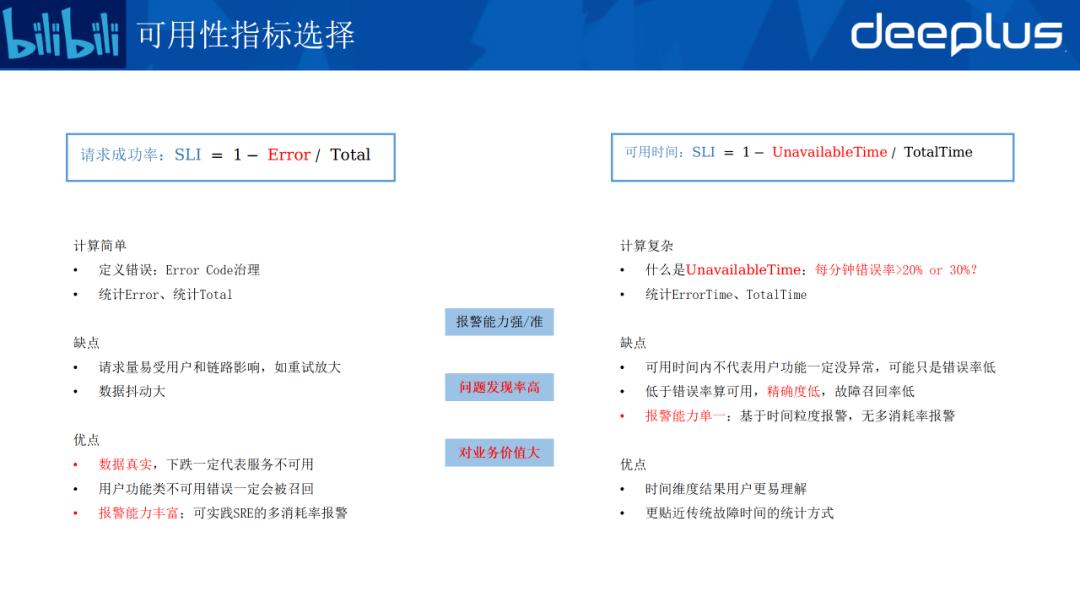 bilibili
可用性指标选择
deeplus
请求成功率：SLI = 1 – Error / Total
计算简单
• 定义错误：Error Code治理
• 统计Error、统计Total
缺点
• 请求量易受用户和链路影响，如重试放大
• 数据抖动大
优点
• 数据真实，下跌一定代表服务不可用
• 用户功能类不可用错误一定会被召回
• 报警能力丰富：可实践SRE的多消耗率报警
报警能力强/准
问题发现率高
对业务价值大
可用时间：SLI = 1 – UnavailableTime / TotalTime
计算复杂
• 什么是UnavailableTime：每分钟错误率>20% or 30%？
• 统计ErrorTime、TotalTime
缺点
• 可用时间内不代表用户功能一定没异常，可能只是错误率低
• 低于错误率算可用，精确度低，故障召回率低
• 报警能力单一：基于时间粒度报警，无多消耗率报警
优点
• 时间维度结果用户更易理解
• 更贴近传统故障时间的统计方式